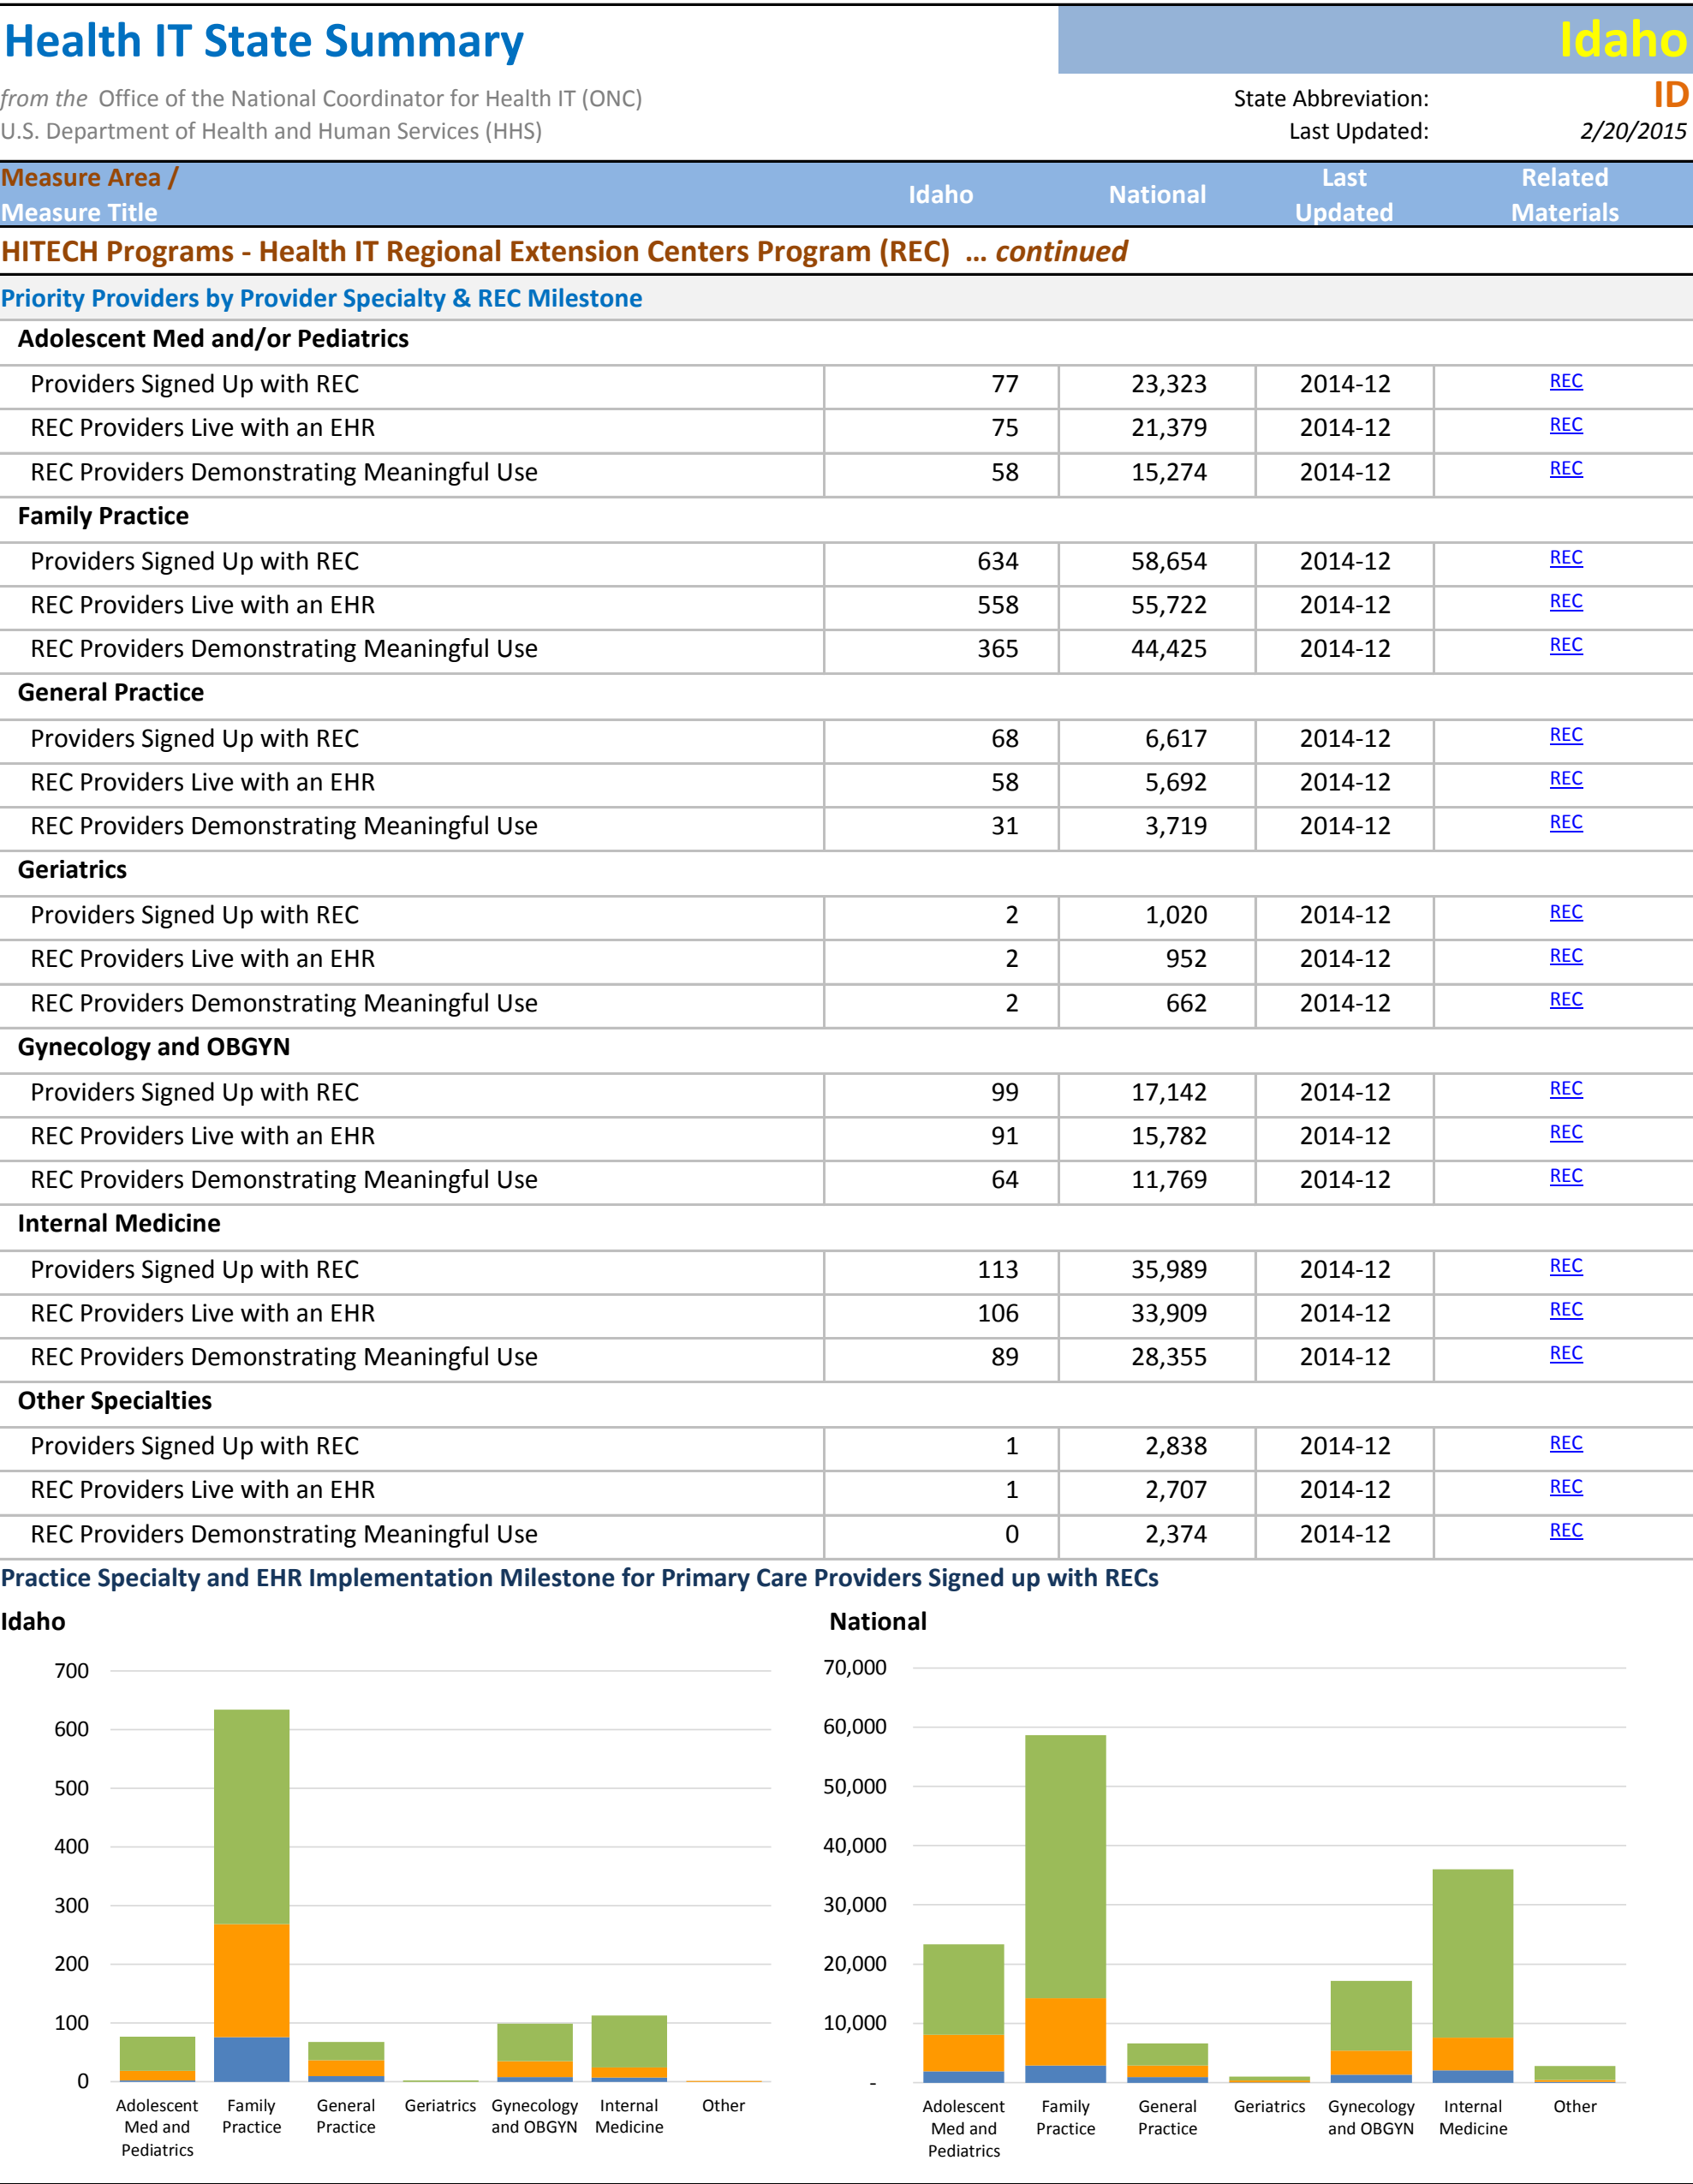 Health IT State Summary Idaho
from the Office of the National Coordinator for Health IT (ONC) State Abbreviation: ID
U.S. Department of Health and Human Services (HHS) Last Updated: 2/20/2015
Measure Area /
Measure Title Idaho National Last Updated Related Materials
HITECH Programs - Health IT Regional Extension Centers Program (REC) ... continued
Priority Providers by Provider Specialty & REC Milestone
Adolescent Med and/or Pediatrics
Providers Signed Up with REC 77 23,323 2014-12 REC
REC Providers Live with an EHR 75 21,379 2014-12 REC
REC Providers Demonstrating Meaningful Use 58 15,274 2014-12 REC
Family Practice
Providers Signed Up with REC 634 58,654 2014-12 REC
REC Providers Live with an EHR 558 55,722 2014-12 REC
REC Providers Demonstrating Meaningful Use 365 44,425 2014-12 REC
General Practice
Providers Signed Up with REC 68 6,617 2014-12 REC
REC Providers Live with an EHR 58 5,692 2014-12 REC
REC Providers Demonstrating Meaningful Use 31 3,719 2014-12 REC
Geriatrics
Providers Signed Up with REC 2 1,020 2014-12 REC
REC Providers Live with an EHR 2 952 2014-12 REC
REC Providers Demonstrating Meaningful Use 2 662 2014-12 REC
Gynecology and OBGYN
Providers Signed Up with REC 99 17,142 2014-12 REC
REC Providers Live with an EHR 91 15,782 2014-12 REC
REC Providers Demonstrating Meaningful Use 64 11,769 2014-12 REC
Internal Medicine
Providers Signed Up with REC 113 35,989 2014-12 REC
REC Providers Live with an EHR 106 33,909 2014-12 REC
REC Providers Demonstrating Meaningful Use 89 28,355 2014-12 REC
Other Specialties
Providers Signed Up with REC 1 2,838 2014-12 REC
REC Providers Live with an EHR 1 2,707 2014-12 REC
REC Providers Demonstrating Meaningful Use 0 2,374 2014-12 REC
Practice Specialty and EHR Implementation Milestone for Primary Care Providers Signed up with RECs
Idaho
700
600
500
400
300
200
100
0
Adolescent Family General Geriatrics Gynecology Internal Other
Med and Practice Practice and OBGYN Medicine
Pediatrics
National
70,000
60,000
50,000
40,000
30,000
20,000
10,000
-
Adolescent Family General Geriatrics Gynecology Internal Other
Med and Practice Practice and OBGYN Medicine
Pediatrics